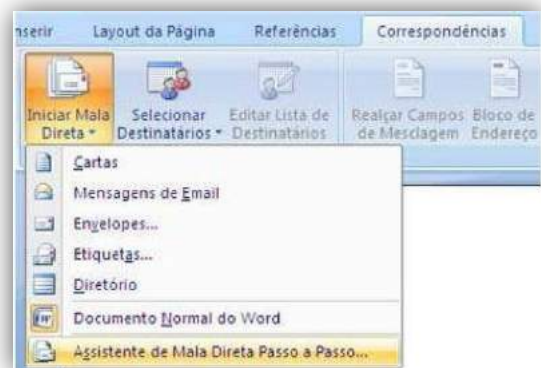 nserir Layout da Página Referências Correspondências
Iniciar Mala Direta
Selecionar Destinatários
Editar Lista de Destinatários
Realçar Campos de Mesclagem
Bloco de Endereço
Cartas
Mensagens de Email
Envelopes...
Etiquetas...
Diretório
Documento Normal do Word
Assistente de Mala Direta Passo a Passo...